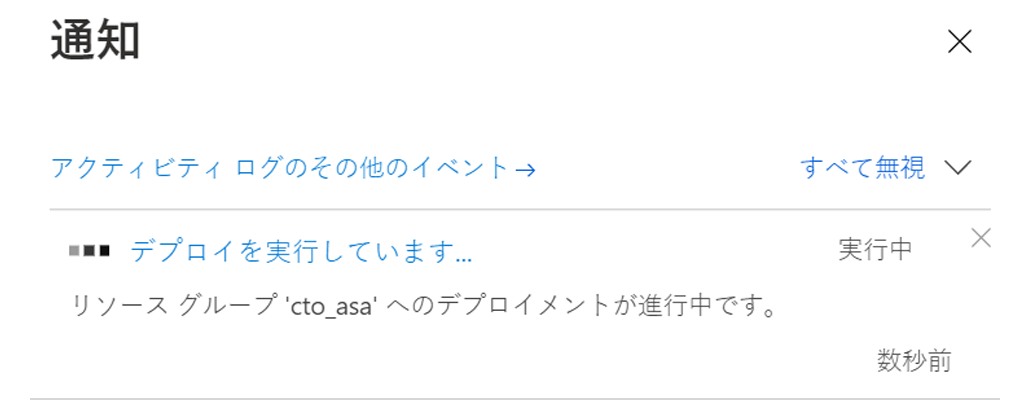 通知
アクティビティ ログのその他のイベント→
すべて無視
デプロイを実行しています...
実行中
リソース グループ 'cto_asa' へのデプロイメントが進行中です。
数秒前